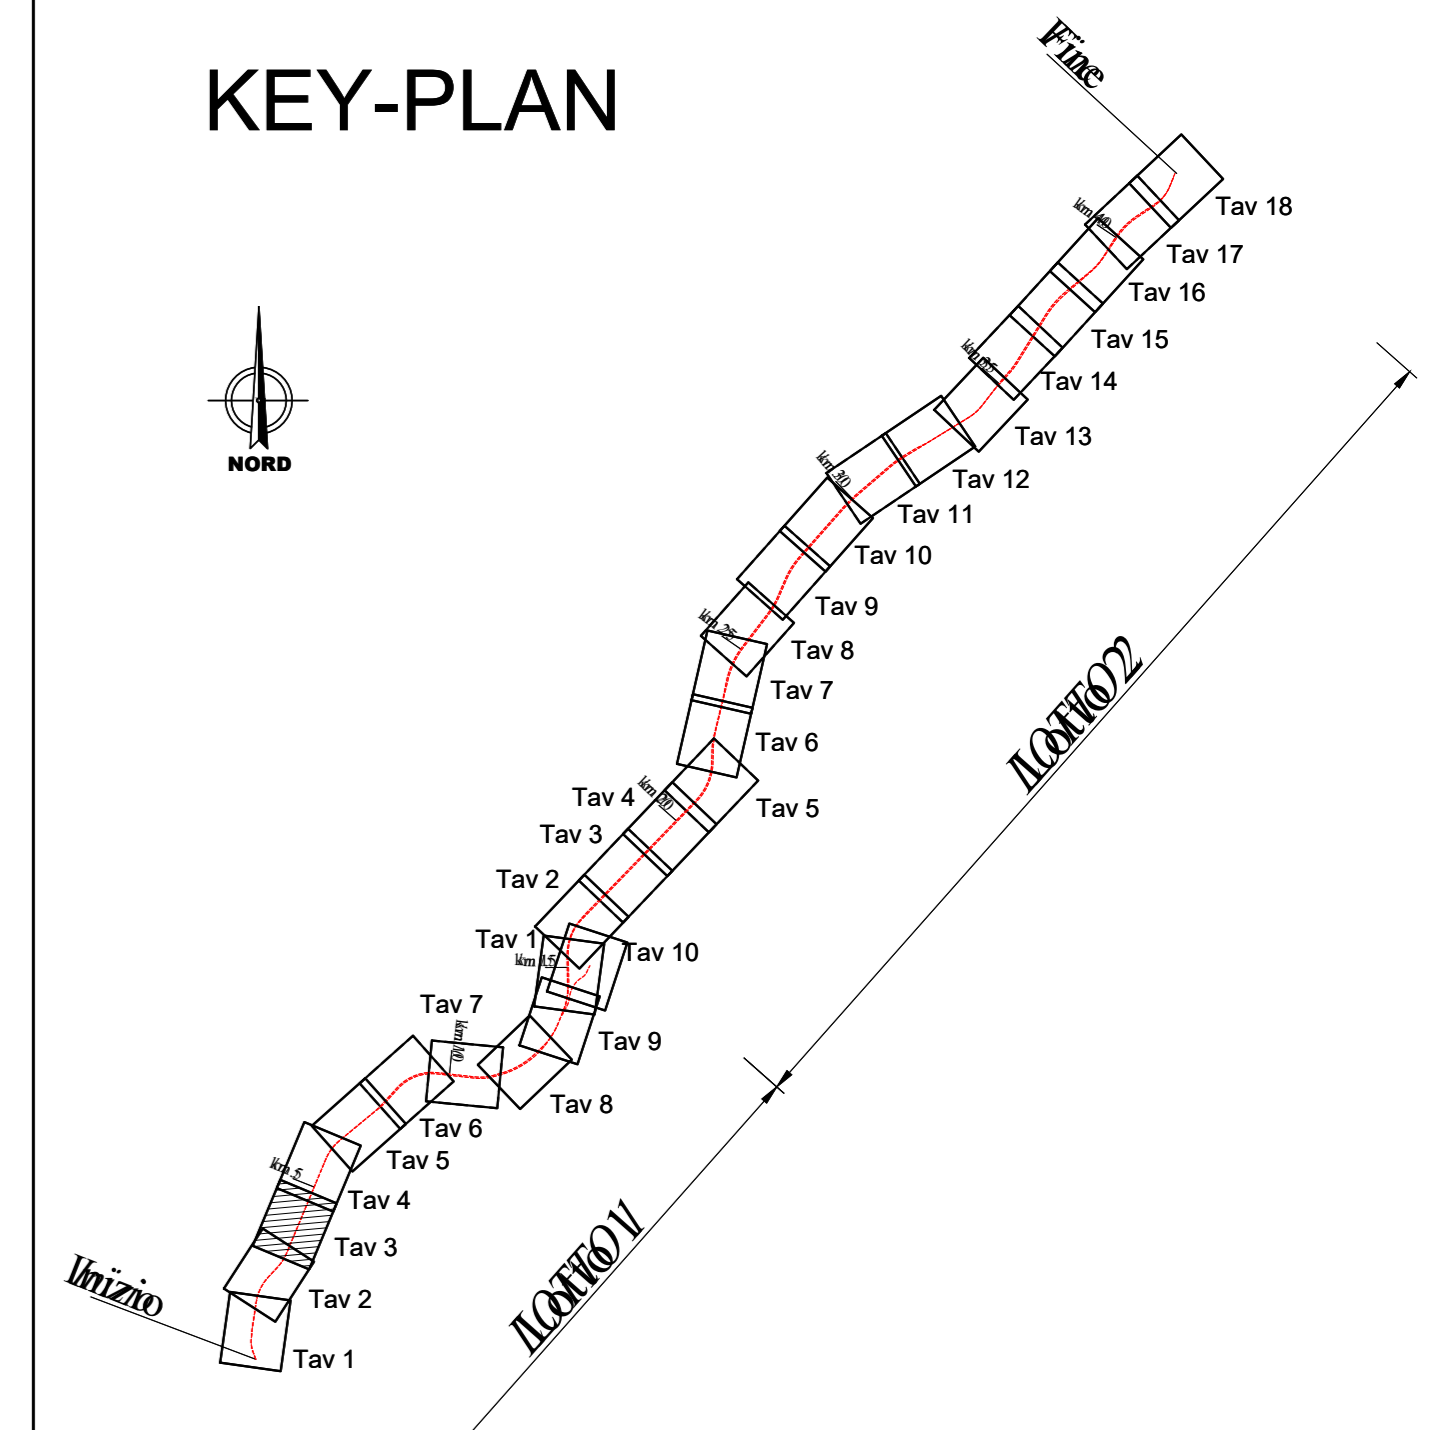 KEY-PLAN
Fine
Tav 18
km 40
Tav 17
Tav 16
Tav 15
km 35
Tav 14
NORD
Tav 13
km 30
Tav 12
Tav 11
Tav 10
Tav 9
km 25
Tav 8
Tav 7
LOTTO 2
Tav 6
km 20
Tav 4
Tav 5
Tav 3
Tav 2
Tav 1
Tav 10
km 15
Tav 7
km 10
Tav 9
Tav 8
Tav 6
Tav 5
km 5
Tav 4
Tav 3
LOTTO 1
Inizio
Tav 2
Tav 1